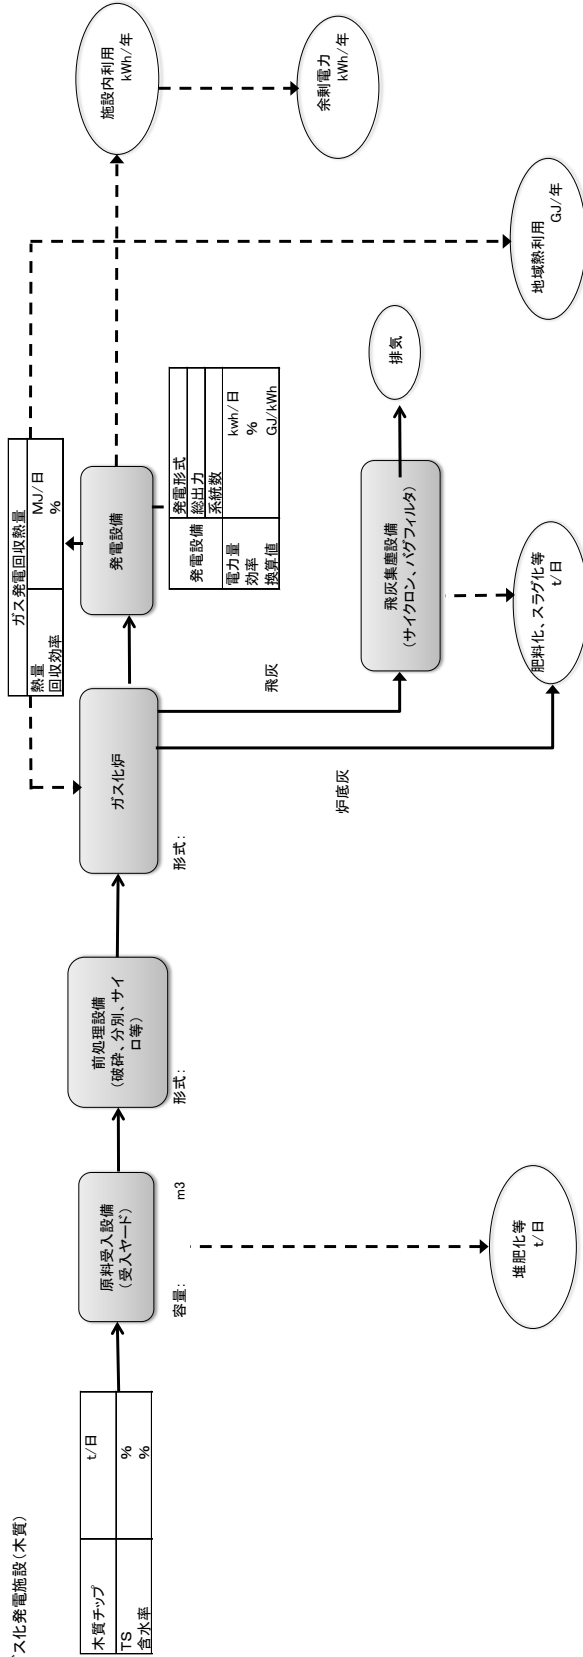 ス化発電施設(木質)
木質チップ t/日
TS %
含水率 %
原料受入設備
(受入ヤード)
容量: m3
堆肥化等
t/日
前処理設備
(破砕、分別、サイ
ロ等)
形式:
ガス化炉
形式:
ガス発電回収熱量
熱量 MJ/日
回収効率 %
発電設備
発電設備 発電形式
総出力
系統数
電力量 kwh/日
効率 %
換算値 GJ/kWh
飛灰
炉底灰
飛灰集塵設備
(サイクロン、バグフィルタ)
肥料化、スラグ化等
t/日
排気
施設内利用
kWh/年
余剰電力
kWh/年
地域熱利用
GJ/年